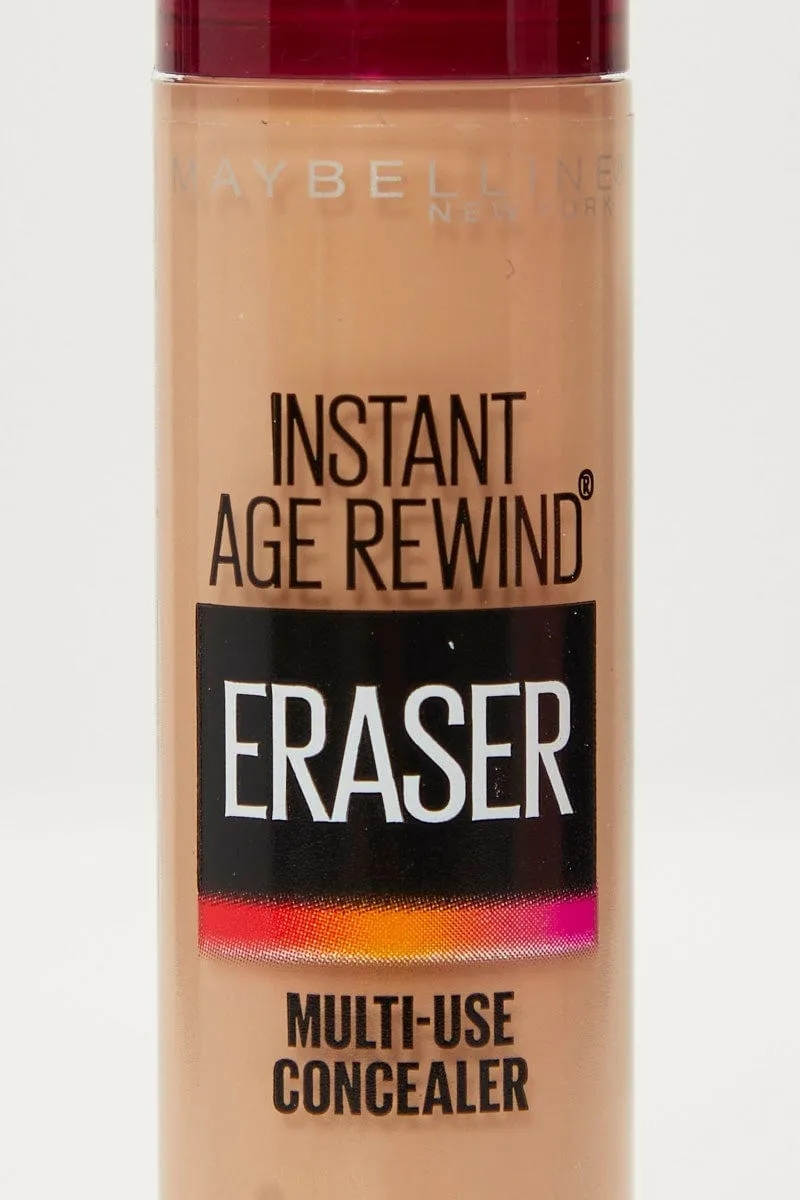 MAYBELLINE®
NEW YORK
INSTANT
AGE REWIND®
ERASER
MULTI-USE
CONCEALER